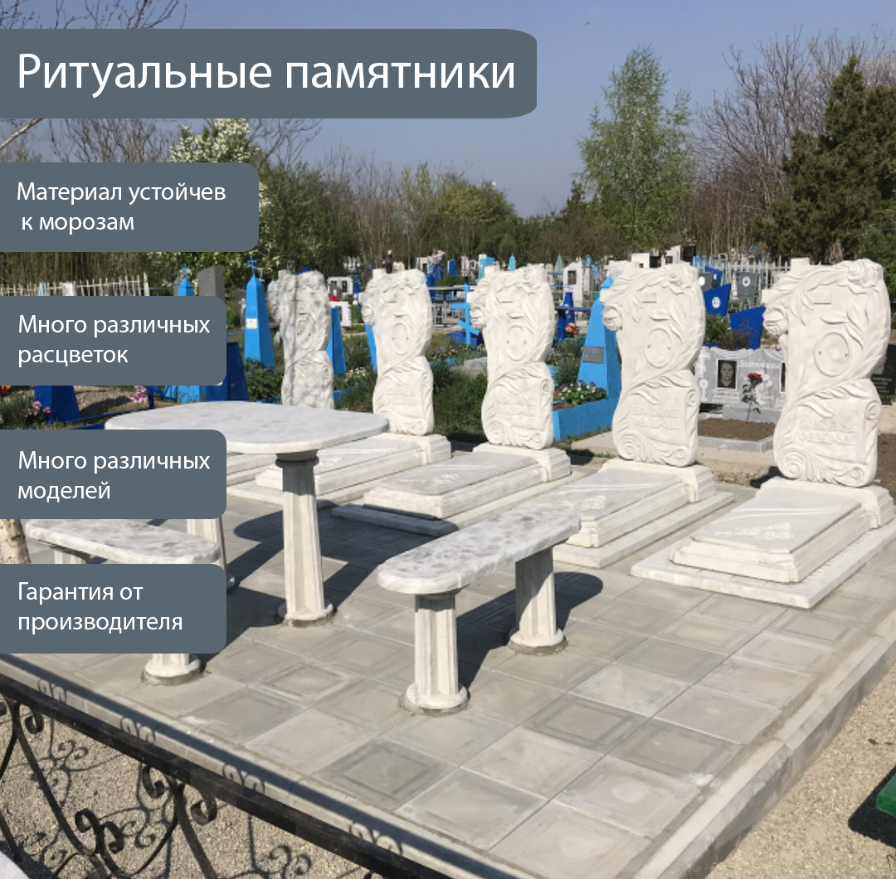 Ритуальные памятники
Материал устойчев
к морозам
Много различных
расцветок
Много различных
моделей
Гарантия от
производителя